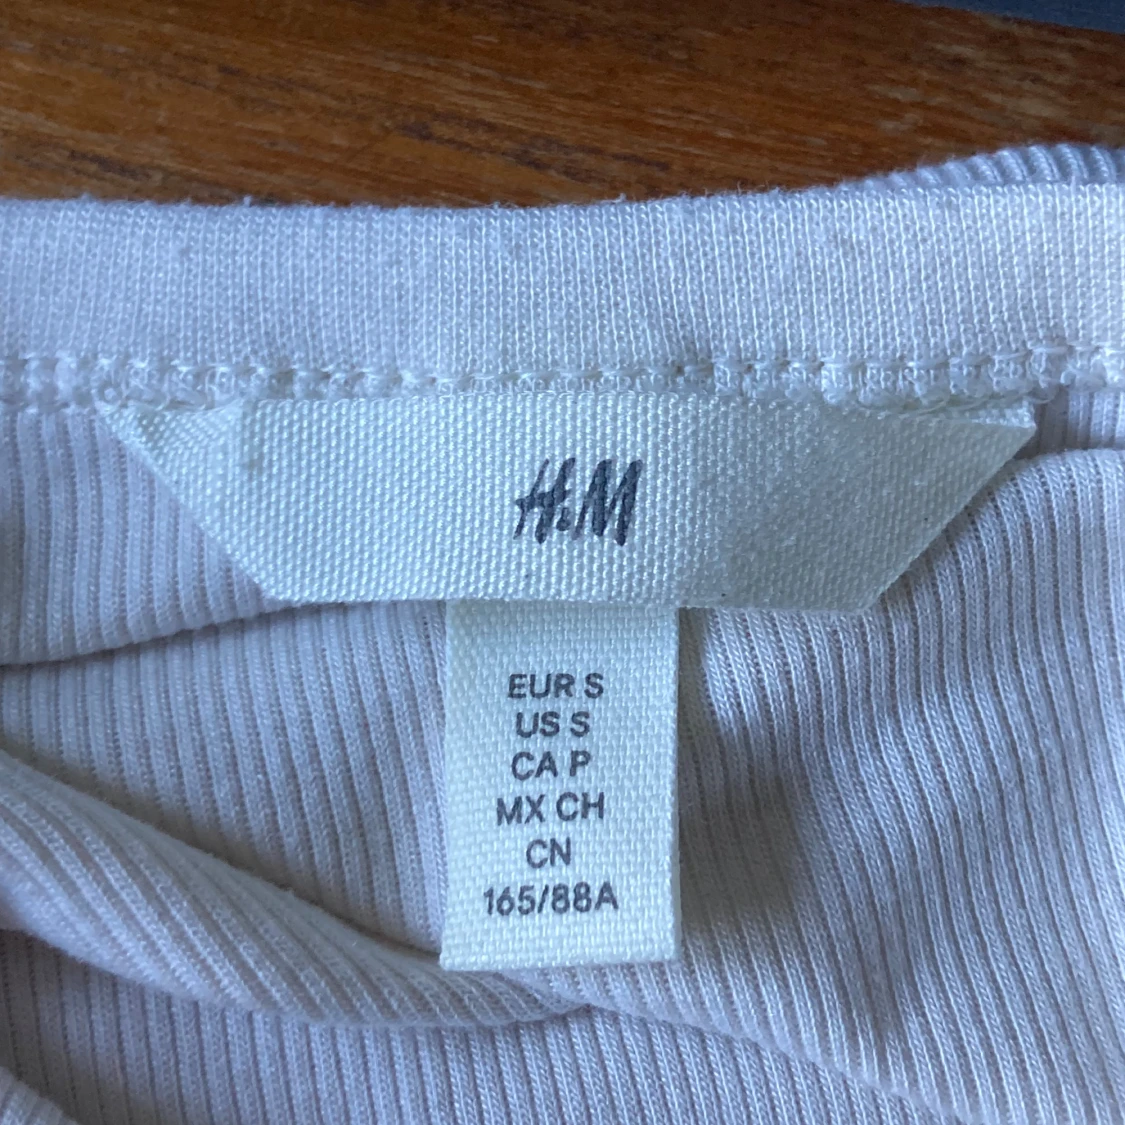 H&M
EUR S
US S
CA P
MX CH
CN
165/88A